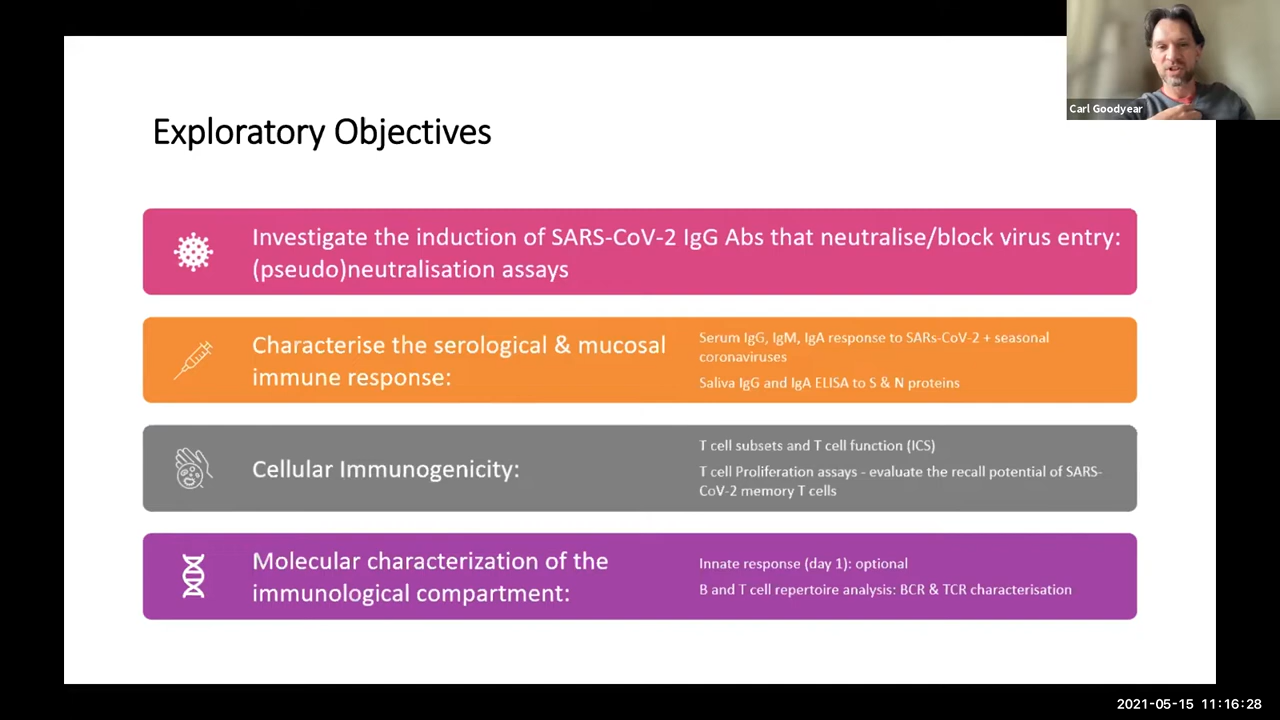 Carl Goodyear
Exploratory Objectives
Investigate the induction of SARS-CoV-2 IgG Abs that neutralise/block virus entry:
(pseudo)neutralisation assays
Characterise the serological & mucosal
immune response:
Serum IgG, IgM, IgA response to SARs-CoV-2 + seasonal
coronaviruses
Saliva IgG and IgA ELISA to S & N proteins
Cellular Immunogenicity:
T cell subsets and T cell function (ICS)
T cell Proliferation assays - evaluate the recall potential of SARS-
CoV-2 memory T cells
Molecular characterization of the
immunological compartment:
Innate response (day 1): optional
B and T cell repertoire analysis: BCR & TCR characterisation
2021-05-15 11:16:28